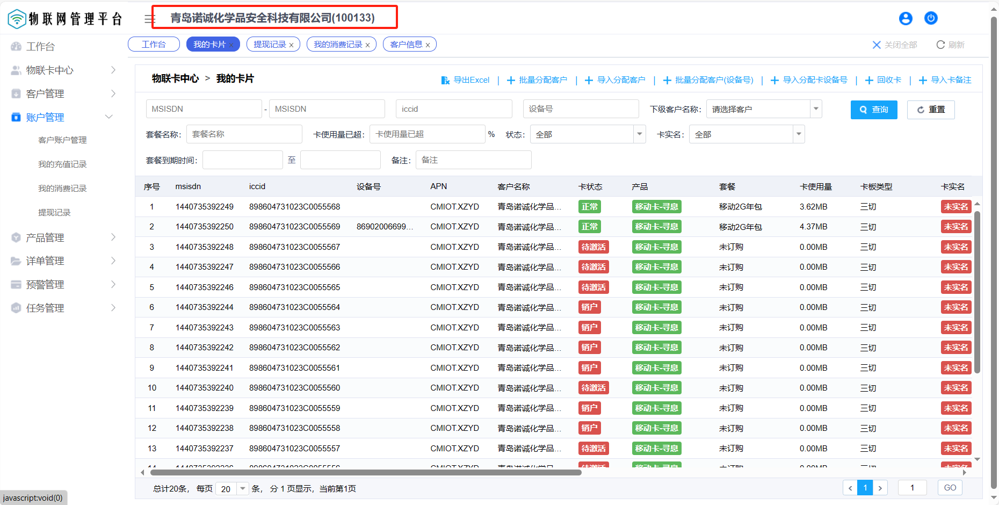 物联网管理平台
青岛诺诚化学品安全科技有限公司(100133)
工作台 我的卡片 × 提现记录 × 我的消费记录 × 客户信息 × 关闭全部 刷新
工作台
物联卡中心
客户管理
账户管理
客户账户管理
我的充值记录
我的消费记录
提现记录
产品管理
详单管理
预警管理
任务管理
物联卡中心 > 我的卡片
导出Excel | + 批量分配客户 | + 导入分配客户 | + 批量分配客户(设备号) | + 导入分配卡设备号 | + 回收卡 | + 导入卡备注
MSISDN - MSISDN iccid 设备号 下级客户名称: 请选择客户 查询 重置
套餐名称: 套餐名称 卡使用量已超: 卡使用量已超 % 状态: 全部 卡实名: 全部
套餐到期时间: 至 备注: 备注
序号 msisdn iccid 设备号 APN 客户名称 卡状态 产品 套餐 卡使用量 卡板类型 卡实名
1 1440735392249 898604731023C0055568 CMIOT.XZYD 青岛诺诚化学品... 正常 移动卡-寻息 移动2G年包 3.62MB 三切 未实名
2 1440735392250 898604731023C0055569 86902006699... CMIOT.XZYD 青岛诺诚化学品... 正常 移动卡-寻息 移动2G年包 4.37MB 三切 未实名
3 1440735392248 898604731023C0055567 CMIOT.XZYD 青岛诺诚化学品... 待激活 移动卡-寻息 未订购 0.00MB 三切 未实名
4 1440735392247 898604731023C0055566 CMIOT.XZYD 青岛诺诚化学品... 待激活 移动卡-寻息 未订购 0.00MB 三切 未实名
5 1440735392246 898604731023C0055565 CMIOT.XZYD 青岛诺诚化学品... 待激活 移动卡-寻息 未订购 0.00MB 三切 未实名
6 1440735392244 898604731023C0055564 CMIOT.XZYD 青岛诺诚化学品... 销户 移动卡-寻息 未订购 0.00MB 三切 未实名
7 1440735392243 898604731023C0055563 CMIOT.XZYD 青岛诺诚化学品... 销户 移动卡-寻息 未订购 0.00MB 三切 未实名
8 1440735392242 898604731023C0055562 CMIOT.XZYD 青岛诺诚化学品... 销户 移动卡-寻息 未订购 0.00MB 三切 未实名
9 1440735392241 898604731023C0055561 CMIOT.XZYD 青岛诺诚化学品... 销户 移动卡-寻息 未订购 0.00MB 三切 未实名
10 1440735392240 898604731023C0055560 CMIOT.XZYD 青岛诺诚化学品... 待激活 移动卡-寻息 未订购 0.00MB 三切 未实名
11 1440735392239 898604731023C0055559 CMIOT.XZYD 青岛诺诚化学品... 销户 移动卡-寻息 未订购 0.00MB 三切 未实名
12 1440735392238 898604731023C0055558 CMIOT.XZYD 青岛诺诚化学品... 销户 移动卡-寻息 未订购 0.00MB 三切 未实名
13 1440735392237 898604731023C0055557 CMIOT.XZYD 青岛诺诚化学品... 待激活 移动卡-寻息 未订购 0.00MB 三切 未实名
总计20条, 每页 20 条, 分 1 页显示, 当前第1页 < 1 > 1 GO
javascript:void(0)